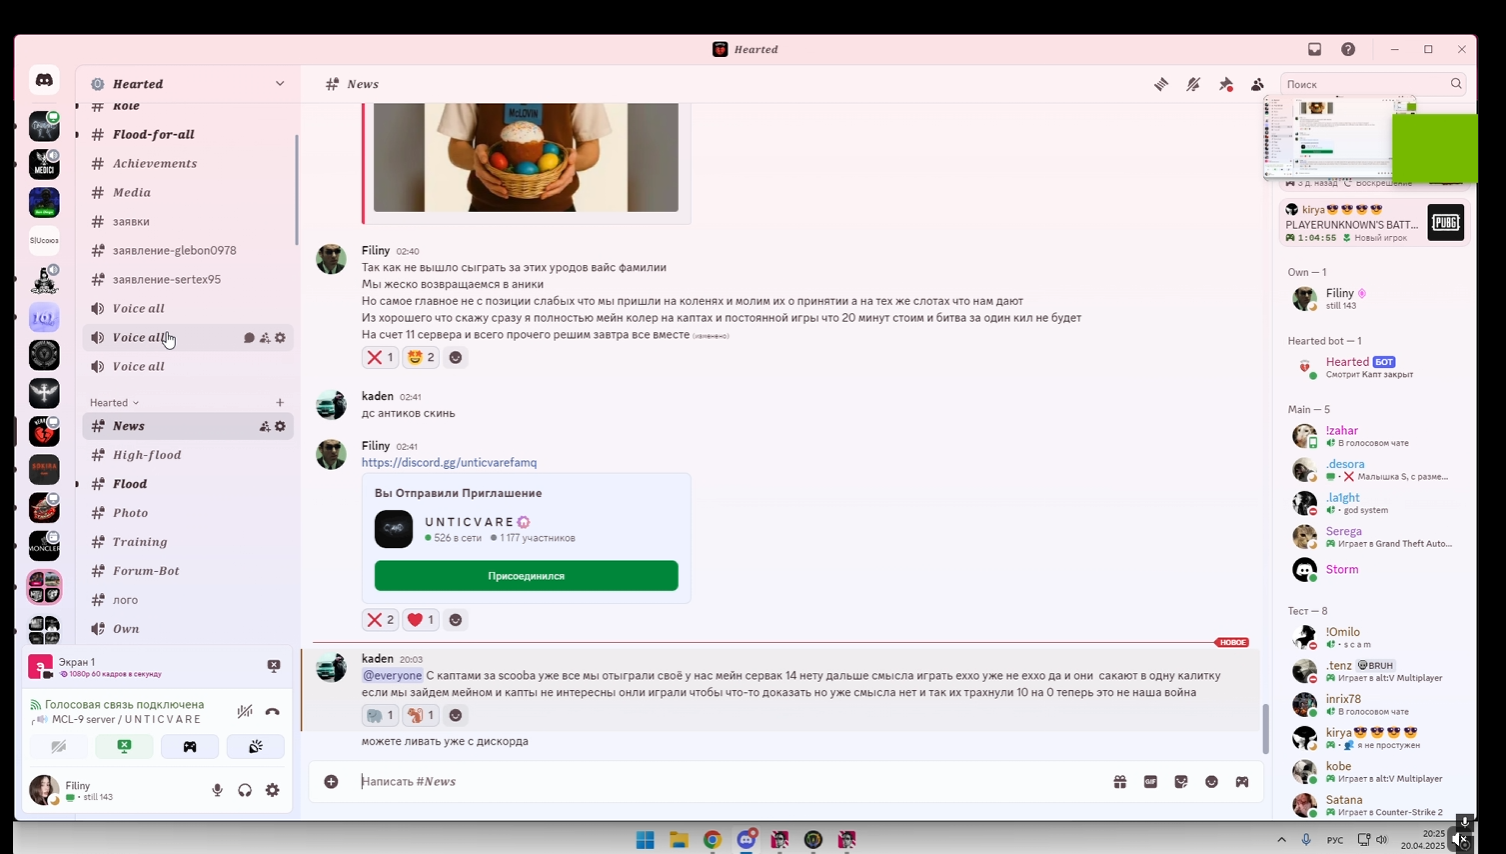 Hearted
Hearted
News
Поиск
Role
Flood-for-all
Achievements
Media
заявки
заявление-glebon0978
заявление-sertex95
Voice all
Voice all
Voice all
Hearted
News
High-flood
Flood
Photo
Training
Forum-Bot
лого
Own
MEDICI
S|Uсоюз
MONCLER
Экран 1
1080p 60 кадров в секунду
Голосовая связь подключена
MCL-9 server / U N T I C V A R E
Filiny
still 143
McLOVIN
Filiny 02:40
Так как не вышло сыграть за этих уродов вайс фамилии
Мы жеско возвращаемся в аники
Но самое главное не с позиции слабых что мы пришли на коленях и молим их о принятии а на тех же слотах что нам дают
Из хорошего что скажу сразу я полностью мейн колер на каптах и постоянной игры что 20 минут стоим и битва за один кил не будет
На счет 11 сервера и всего прочего решим завтра все вместе (изменено)
1 2
kaden 02:41
дс антиков скинь
Filiny 02:41
https://discord.gg/unticvarefamq
Вы Отправили Приглашение
U N T I C V A R E
526 в сети 1 177 участников
Присоединился
2 1
НОВОЕ
kaden 20:03
@everyone С каптами за scooba уже все мы отыграли своё у нас мейн сервак 14 нету дальше смысла играть еххо уже не еххо да и они сакают в одну калитку
если мы зайдем мейном и капты не интересны онли играли чтобы что-то доказать но уже смысла нет и так их трахнули 10 на 0 теперь это не наша война
1 1
можете ливать уже с дискорда
Написать #News
GIF
3 д. назад Воскрешение
kirya
PLAYERUNKNOWN'S BATT...
1:04:55 Новый игрок
PUBG
Own — 1
Filiny
still 143
Hearted bot — 1
Hearted БОТ
Смотрит Капт закрыт
Main — 5
!zahar
В голосовом чате
.desora
Малышка S, с разме...
.la1ght
god system
Serega
Играет в Grand Theft Auto...
Storm
Тест — 8
!Omilo
s c a m
.tenz BRUH
Играет в alt:V Multiplayer
inrix78
В голосовом чате
kirya
я не простужен
kobe
Играет в alt:V Multiplayer
Satana
Играет в Counter-Strike 2
РУС
20:25
20.04.2025